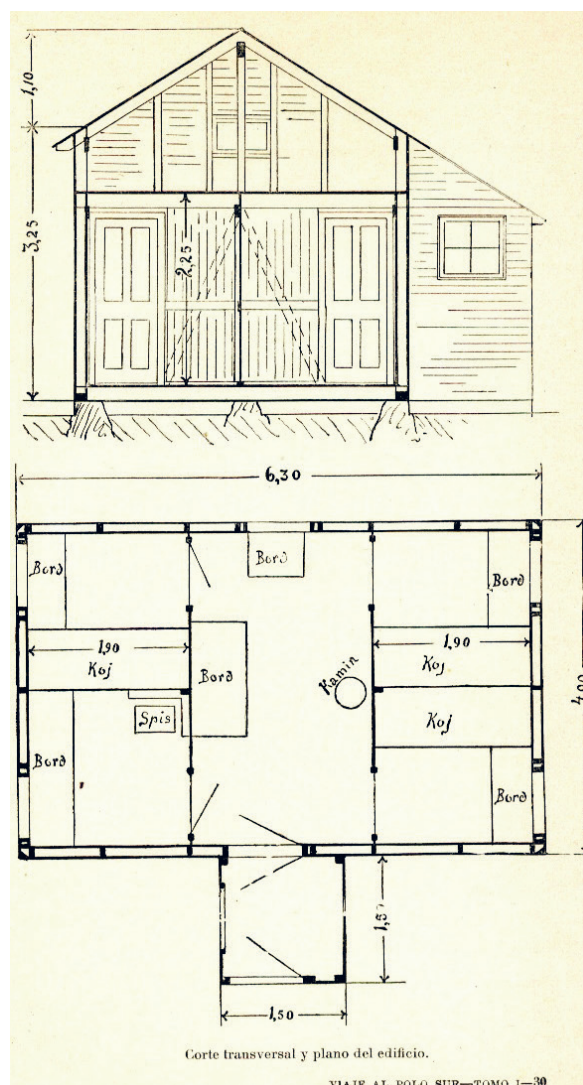 1,10
3,25
2,25
6,30
Bord
Bord
Bord
1,90
Koj
Bord
Kamin
1,90
Koj
Koj
4,00
Spis
Bord
Bord
1,50
1,50
Corte transversal y plano del edificio.
VIAJE AL POLO SUR—TOMO I—30